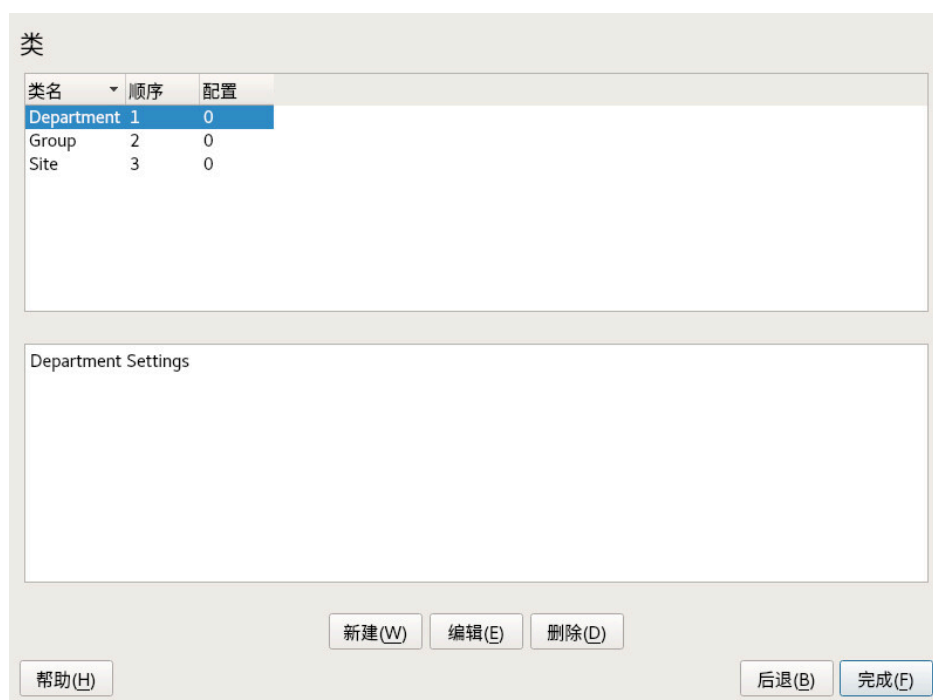 类
类名 顺序 配置
Department 1 0
Group 2 0
Site 3 0
Department Settings
新建(W) 编辑(E) 删除(D)
帮助(H) 后退(B) 完成(F)